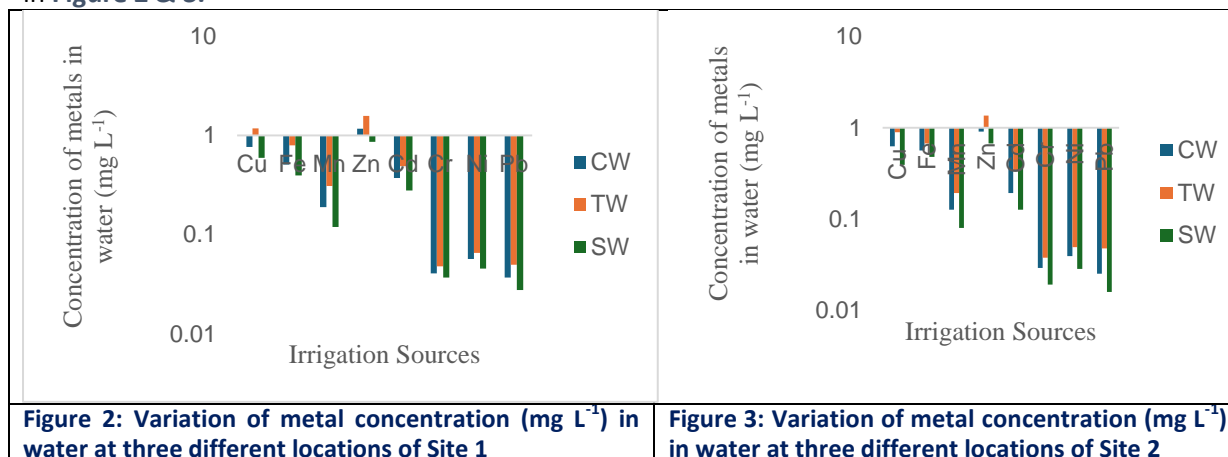 in Figure 2 & 3.
10
1
0.1
0.01
Concentration of metals in
water (mg L-1)
Cu Fe Mn Zn Cd Cr Ni Pb
CW
TW
SW
Irrigation Sources
10
1
0.1
0.01
Concentration of metals
in water (mg L-1)
Cu Fe Mn Zn Cd Cr Ni Pb
CW
TW
SW
Irrigation Sources
Figure 2: Variation of metal concentration (mg L-1) in
water at three different locations of Site 1
Figure 3: Variation of metal concentration (mg L-1)
in water at three different locations of Site 2